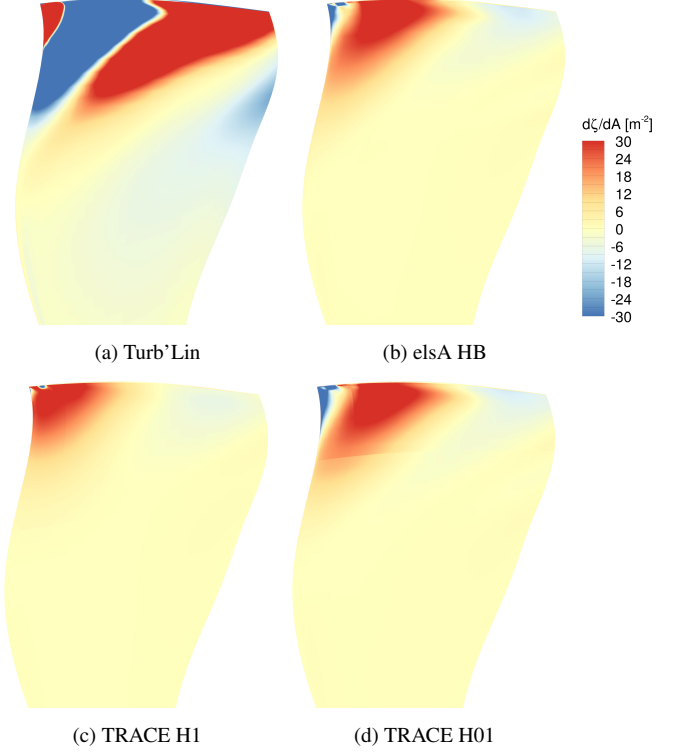 dζ/dA [m⁻²]
30
24
18
12
6
0
-6
-12
-18
-24
-30
(a) Turb'Lin
(b) elsA HB
(c) TRACE H1
(d) TRACE H01